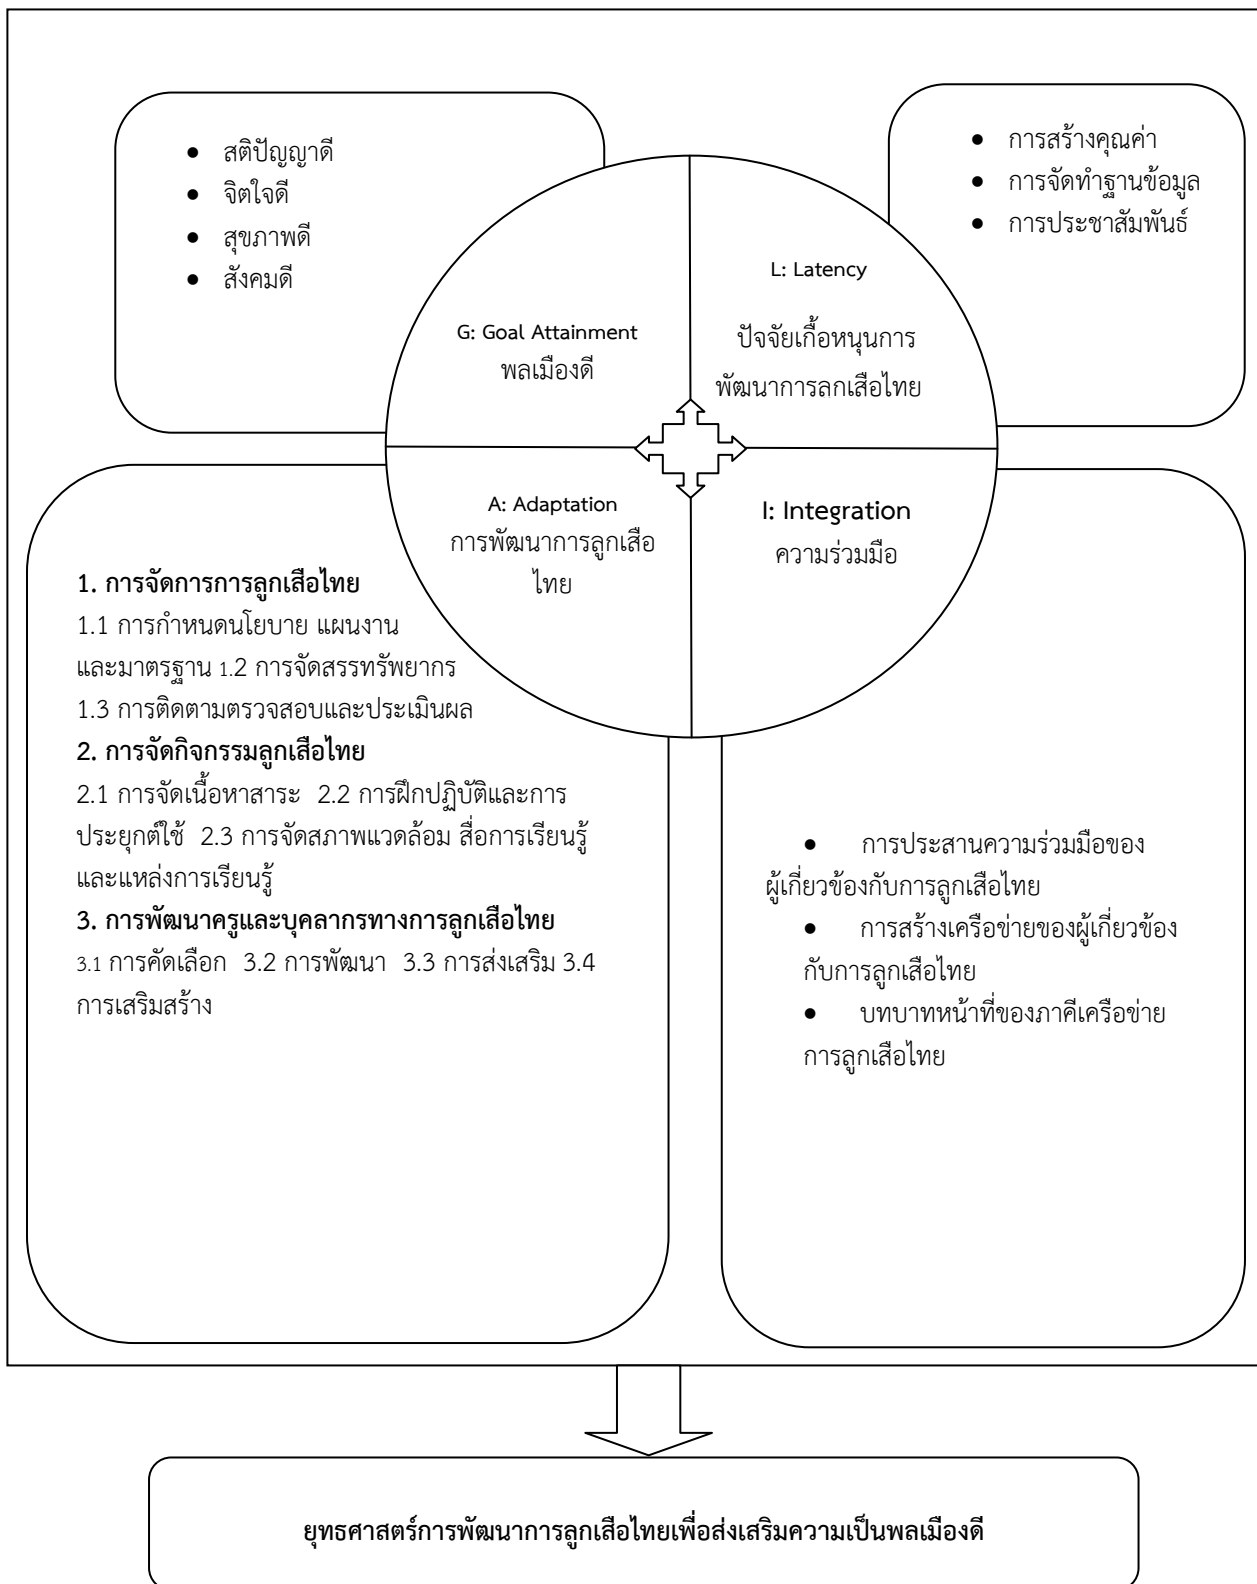 • สติปัญญาดี
• จิตใจดี
• สุขภาพดี
• สังคมดี
• การสร้างคุณค่า
• การจัดทำฐานข้อมูล
• การประชาสัมพันธ์
G: Goal Attainment
พลเมืองดี
L: Latency
ปัจจัยเกื้อหนุนการ
พัฒนาการลกเสือไทย
A: Adaptation
การพัฒนาการลูกเสือ
ไทย
I: Integration
ความร่วมมือ
1. การจัดการการลูกเสือไทย
1.1 การกำหนดนโยบาย แผนงาน
และมาตรฐาน 1.2 การจัดสรรทรัพยากร
1.3 การติดตามตรวจสอบและประเมินผล
2. การจัดกิจกรรมลูกเสือไทย
2.1 การจัดเนื้อหาสาระ 2.2 การฝึกปฏิบัติและการ
ประยุกต์ใช้ 2.3 การจัดสภาพแวดล้อม สื่อการเรียนรู้
และแหล่งการเรียนรู้
3. การพัฒนาครูและบุคลากรทางการลูกเสือไทย
3.1 การคัดเลือก 3.2 การพัฒนา 3.3 การส่งเสริม 3.4
การเสริมสร้าง
• การประสานความร่วมมือของ
ผู้เกี่ยวข้องกับการลูกเสือไทย
• การสร้างเครือข่ายของผู้เกี่ยวข้อง
กับการลูกเสือไทย
• บทบาทหน้าที่ของภาคีเครือข่าย
การลูกเสือไทย
ยุทธศาสตร์การพัฒนาการลูกเสือไทยเพื่อส่งเสริมความเป็นพลเมืองดี